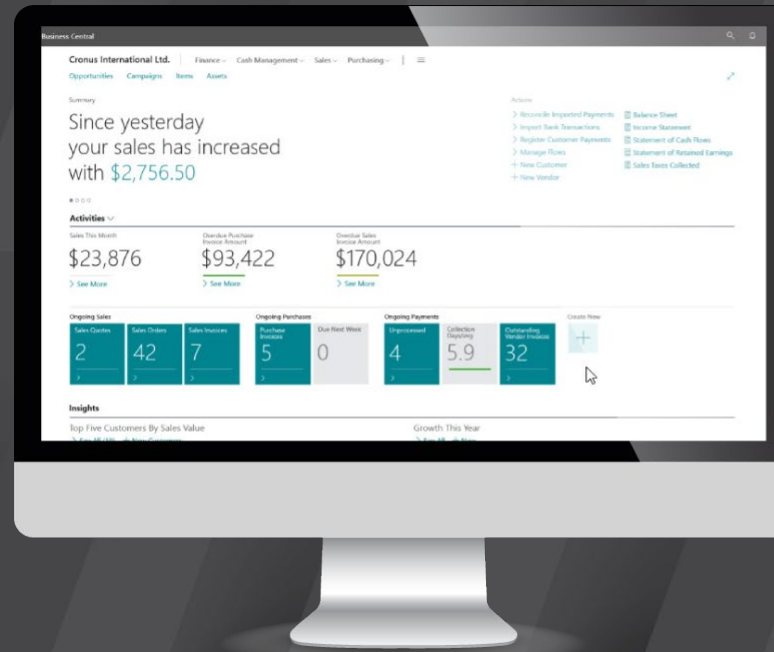 Business Central
Cronus International Ltd. Finance Cash Management Sales Purchasing
Opportunities Campaigns Items Assets
Summary
Since yesterday
your sales has increased
with $2,756.50
Actions
> Reconcile Imported Payments
> Import Bank Transactions
> Register Customer Payments
> Manage Flows
+ New Customer
+ New Vendor
Balance Sheet
Income Statement
Statement of Cash Flows
Statement of Retained Earnings
Sales Taxes Collected
Activities
Sales This Month
$23,876
> See More
Overdue Purchase
Invoice Amount
$93,422
> See More
Overdue Sales
Invoice Amount
$170,024
> See More
Ongoing Sales
Sales Quotes
2
Sales Orders
42
Sales Invoices
7
Ongoing Purchases
Purchase
Invoices
5
Due Next Week
0
Ongoing Payments
Unprocessed
4
Collection
Days/avg
5.9
Outstanding
Vendor Invoices
32
Create New
Insights
Top Five Customers By Sales Value
Growth This Year